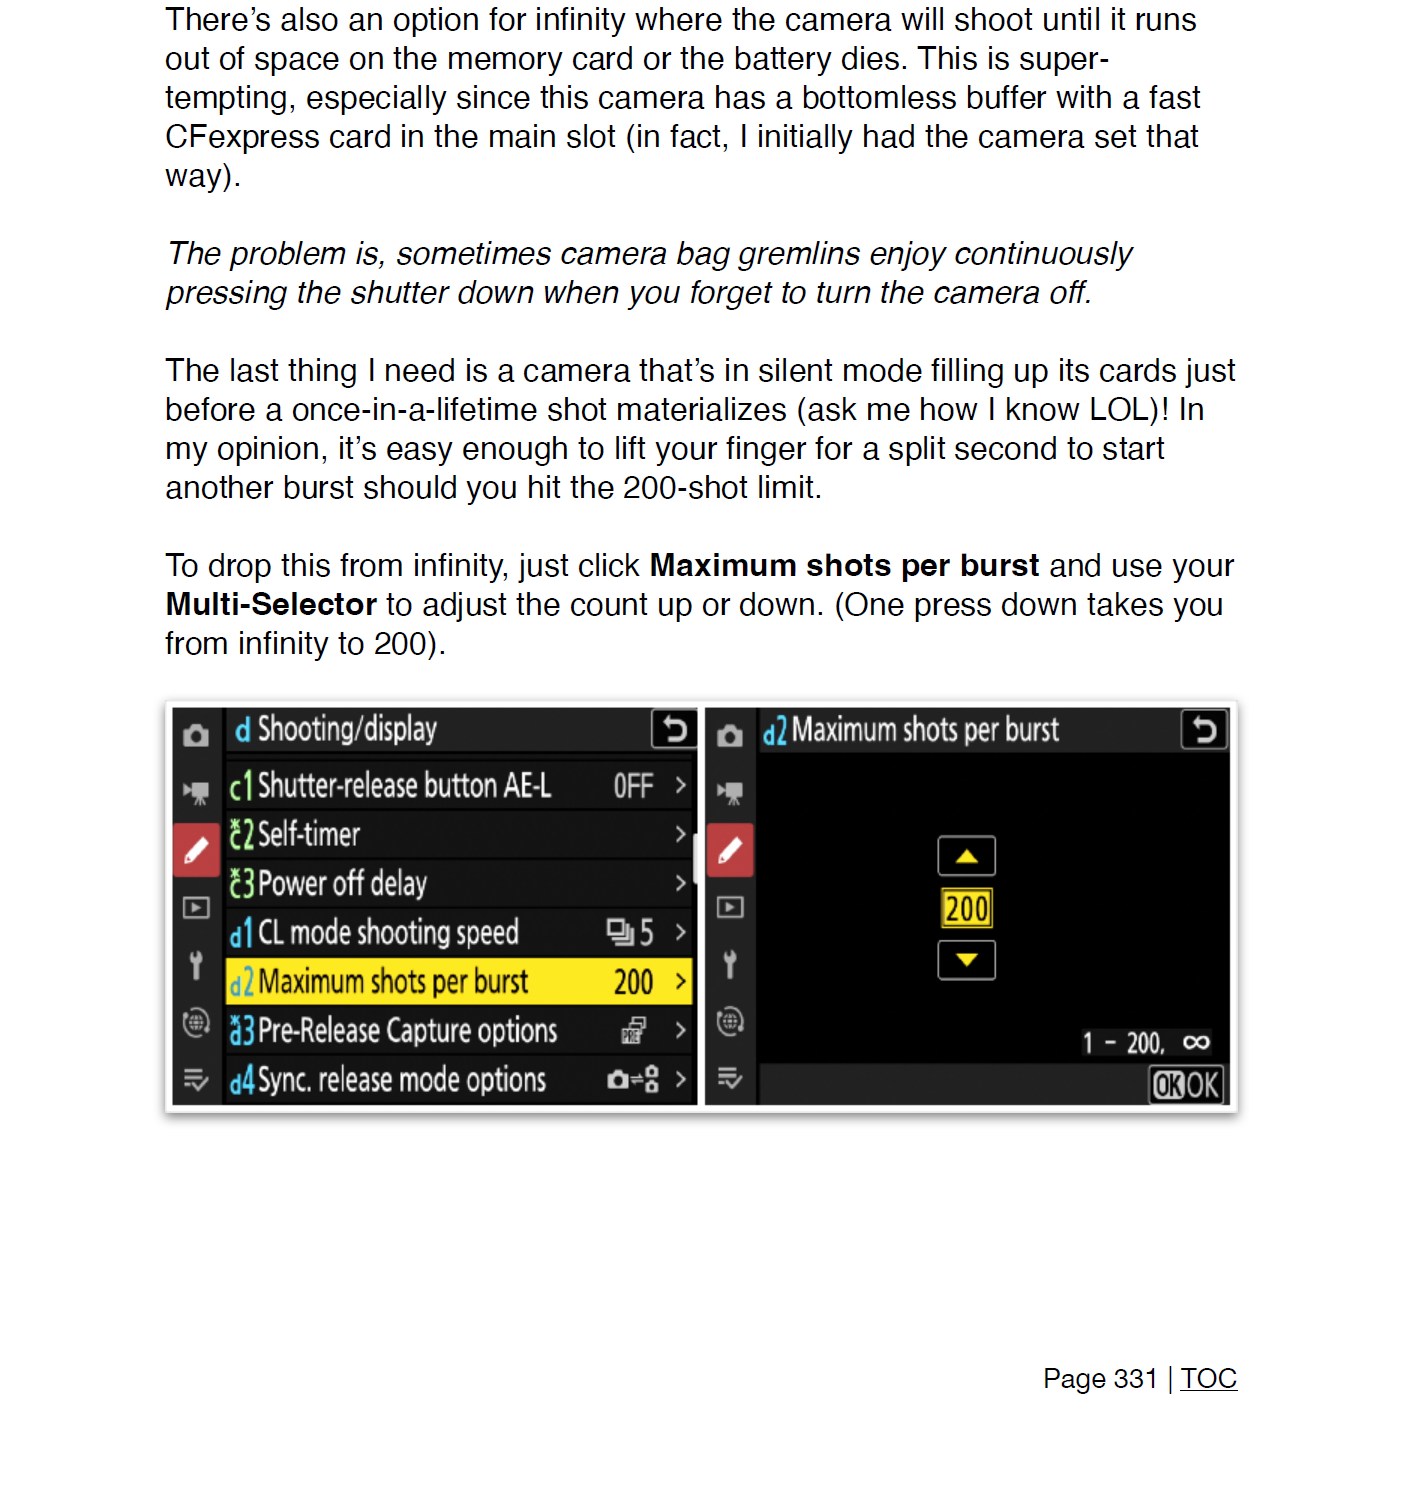 There’s also an option for infinity where the camera will shoot until it runs
out of space on the memory card or the battery dies. This is super-
tempting, especially since this camera has a bottomless buffer with a fast
CFexpress card in the main slot (in fact, I initially had the camera set that
way).
The problem is, sometimes camera bag gremlins enjoy continuously
pressing the shutter down when you forget to turn the camera off.
The last thing I need is a camera that’s in silent mode filling up its cards just
before a once-in-a-lifetime shot materializes (ask me how I know LOL)! In
my opinion, it’s easy enough to lift your finger for a split second to start
another burst should you hit the 200-shot limit.
To drop this from infinity, just click Maximum shots per burst and use your
Multi-Selector to adjust the count up or down. (One press down takes you
from infinity to 200).
d Shooting/display
c1 Shutter-release button AE-L OFF >
*c2 Self-timer >
*c3 Power off delay >
d1 CL mode shooting speed 5 >
d2 Maximum shots per burst 200 >
*d3 Pre-Release Capture options PRE >
d4 Sync. release mode options >
d2 Maximum shots per burst
200
1 – 200, ∞
OK OK
Page 331 | TOC